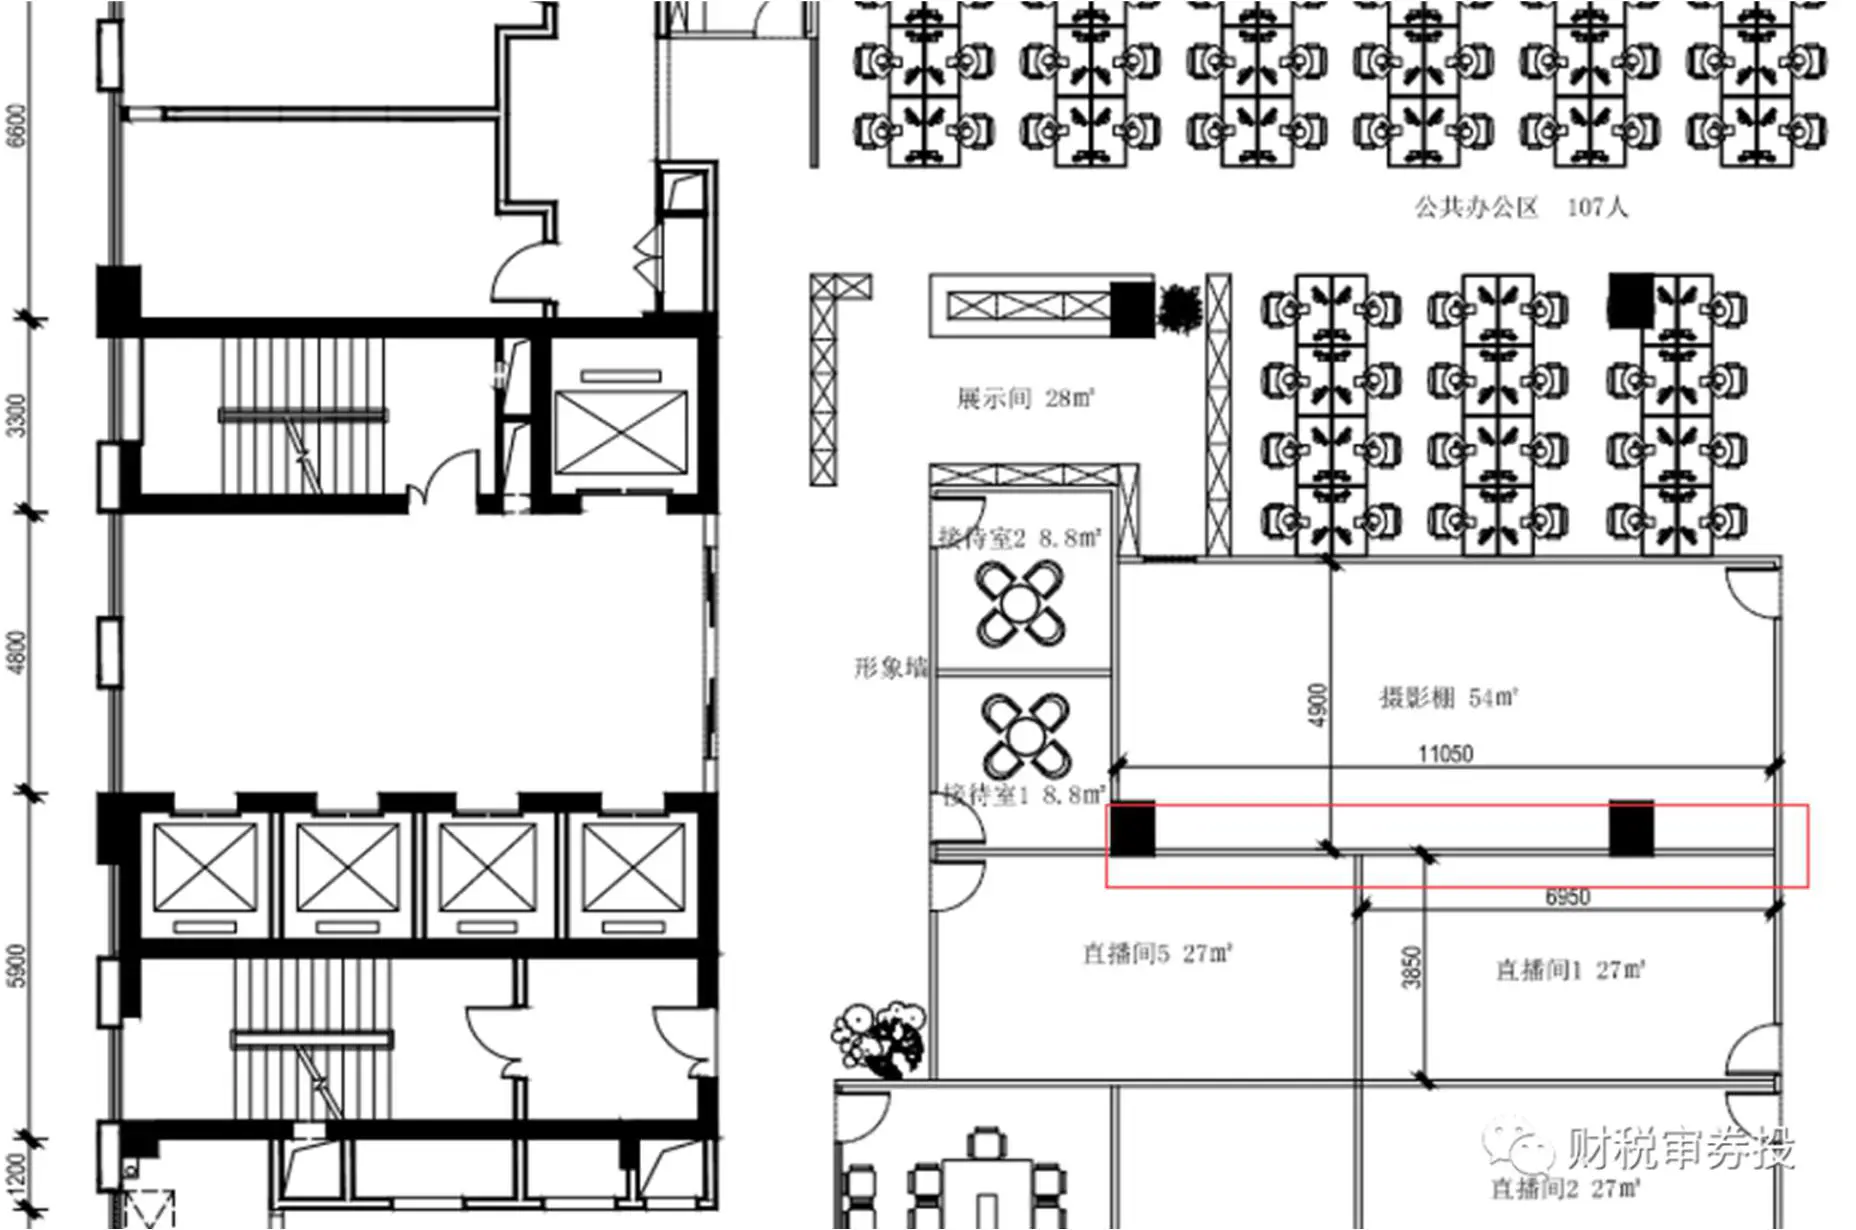 6600
公共办公区 107人
3300
展示间 28㎡
接待室2 8.8㎡
4800
形象墙
4900
摄影棚 54㎡
11050
接待室1 8.8㎡
6950
5900
直播间5 27㎡
3850
直播间1 27㎡
1200
财税审券投
直播间2 27㎡